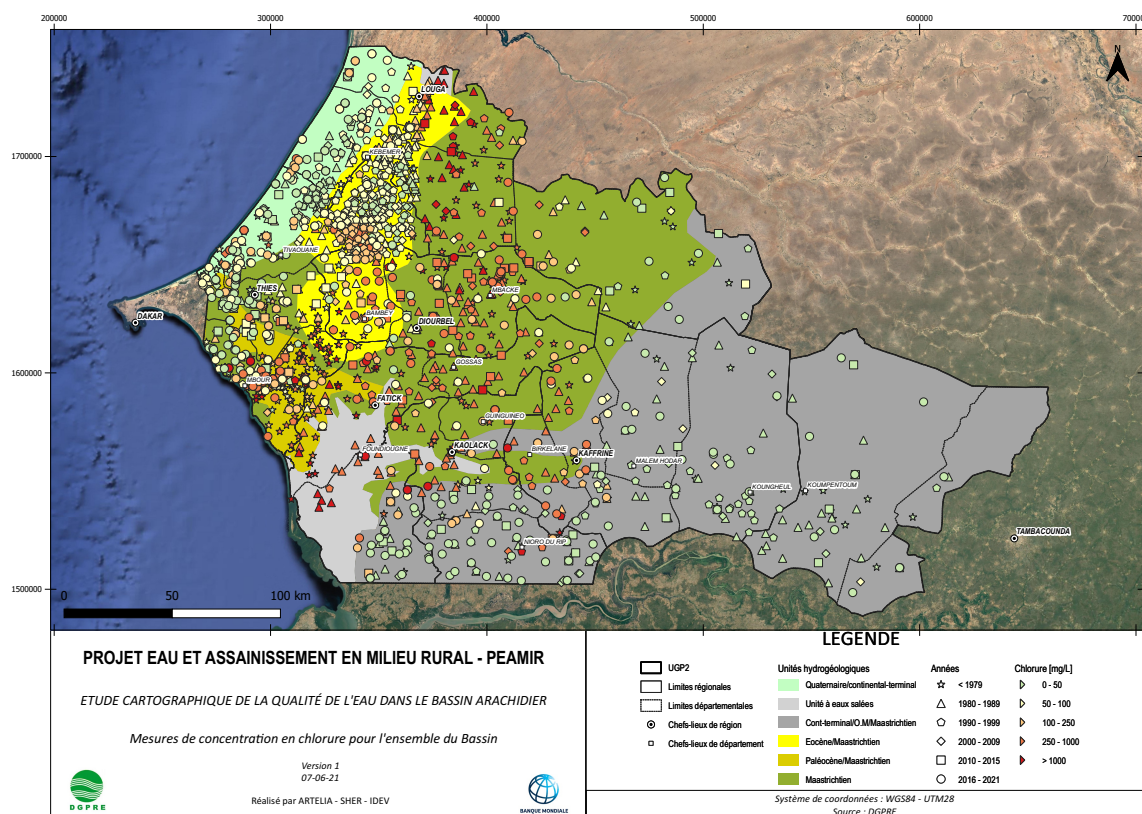 200000 300000 400000 500000 600000
1700000
1600000
1500000
N
LOUGA
KEBEMER
TIVAOUANE
THIES
DAKAR
MBACKE
BAMBEY
DIOURBEL
GOSSAS
MBOUR
FATICK
GUINGUINEO
FOUNDIOUGNE
KAOLACK
BIRKELANE
KAFFRINE
MALEM HODAR
KOUNGHEUL
KOUMPENTOUM
NIORO DU RIP
TAMBACOUNDA
0 50 100 km
PROJET EAU ET ASSAINISSEMENT EN MILIEU RURAL - PEAMIR
ETUDE CARTOGRAPHIQUE DE LA QUALITÉ DE L'EAU DANS LE BASSIN ARACHIDIER
Mesures de concentration en chlorure pour l'ensemble du Bassin
Version 1
07-06-21
Réalisé par ARTELIA - SHER - IDEV
DGPRE
BANQUE MONDIALE
LEGENDE
UGP2
Limites régionales
Limites départementales
Chefs-lieux de région
Chefs-lieux de département
Unités hydrogéologiques
Quaternaire/continental-terminal
Unité à eaux salées
Cont-terminal/O.M/Maastrichtien
Eocène/Maastrichtien
Paléocène/Maastrichtien
Maastrichtien
Années
< 1979
1980 - 1989
1990 - 1999
2000 - 2009
2010 - 2015
2016 - 2021
Chlorure [mg/L]
0 - 50
50 - 100
100 - 250
250 - 1000
> 1000
Système de coordonnées : WGS84 - UTM28
Source : DGPRE